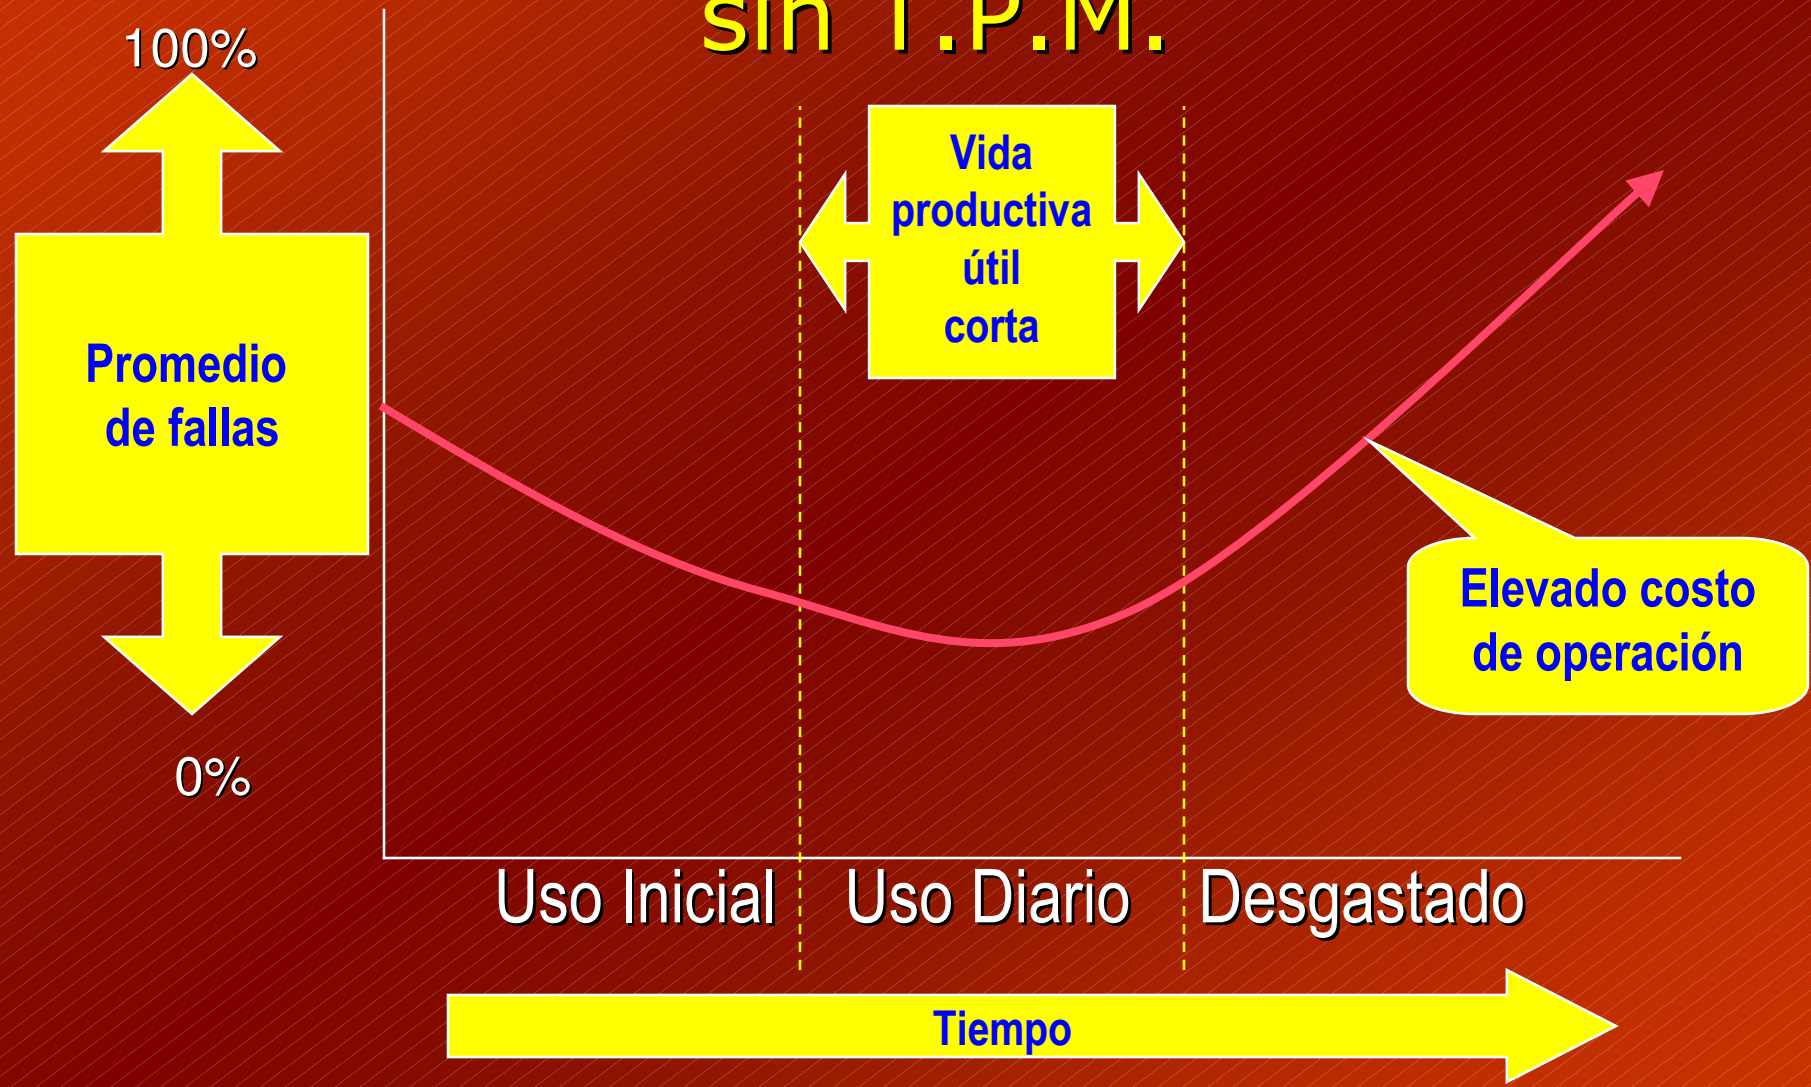 sin T.P.M.
100%
Vida
productiva
útil
corta
Promedio
de fallas
Elevado costo
de operación
0%
Uso Inicial
Uso Diario
Desgastado
Tiempo